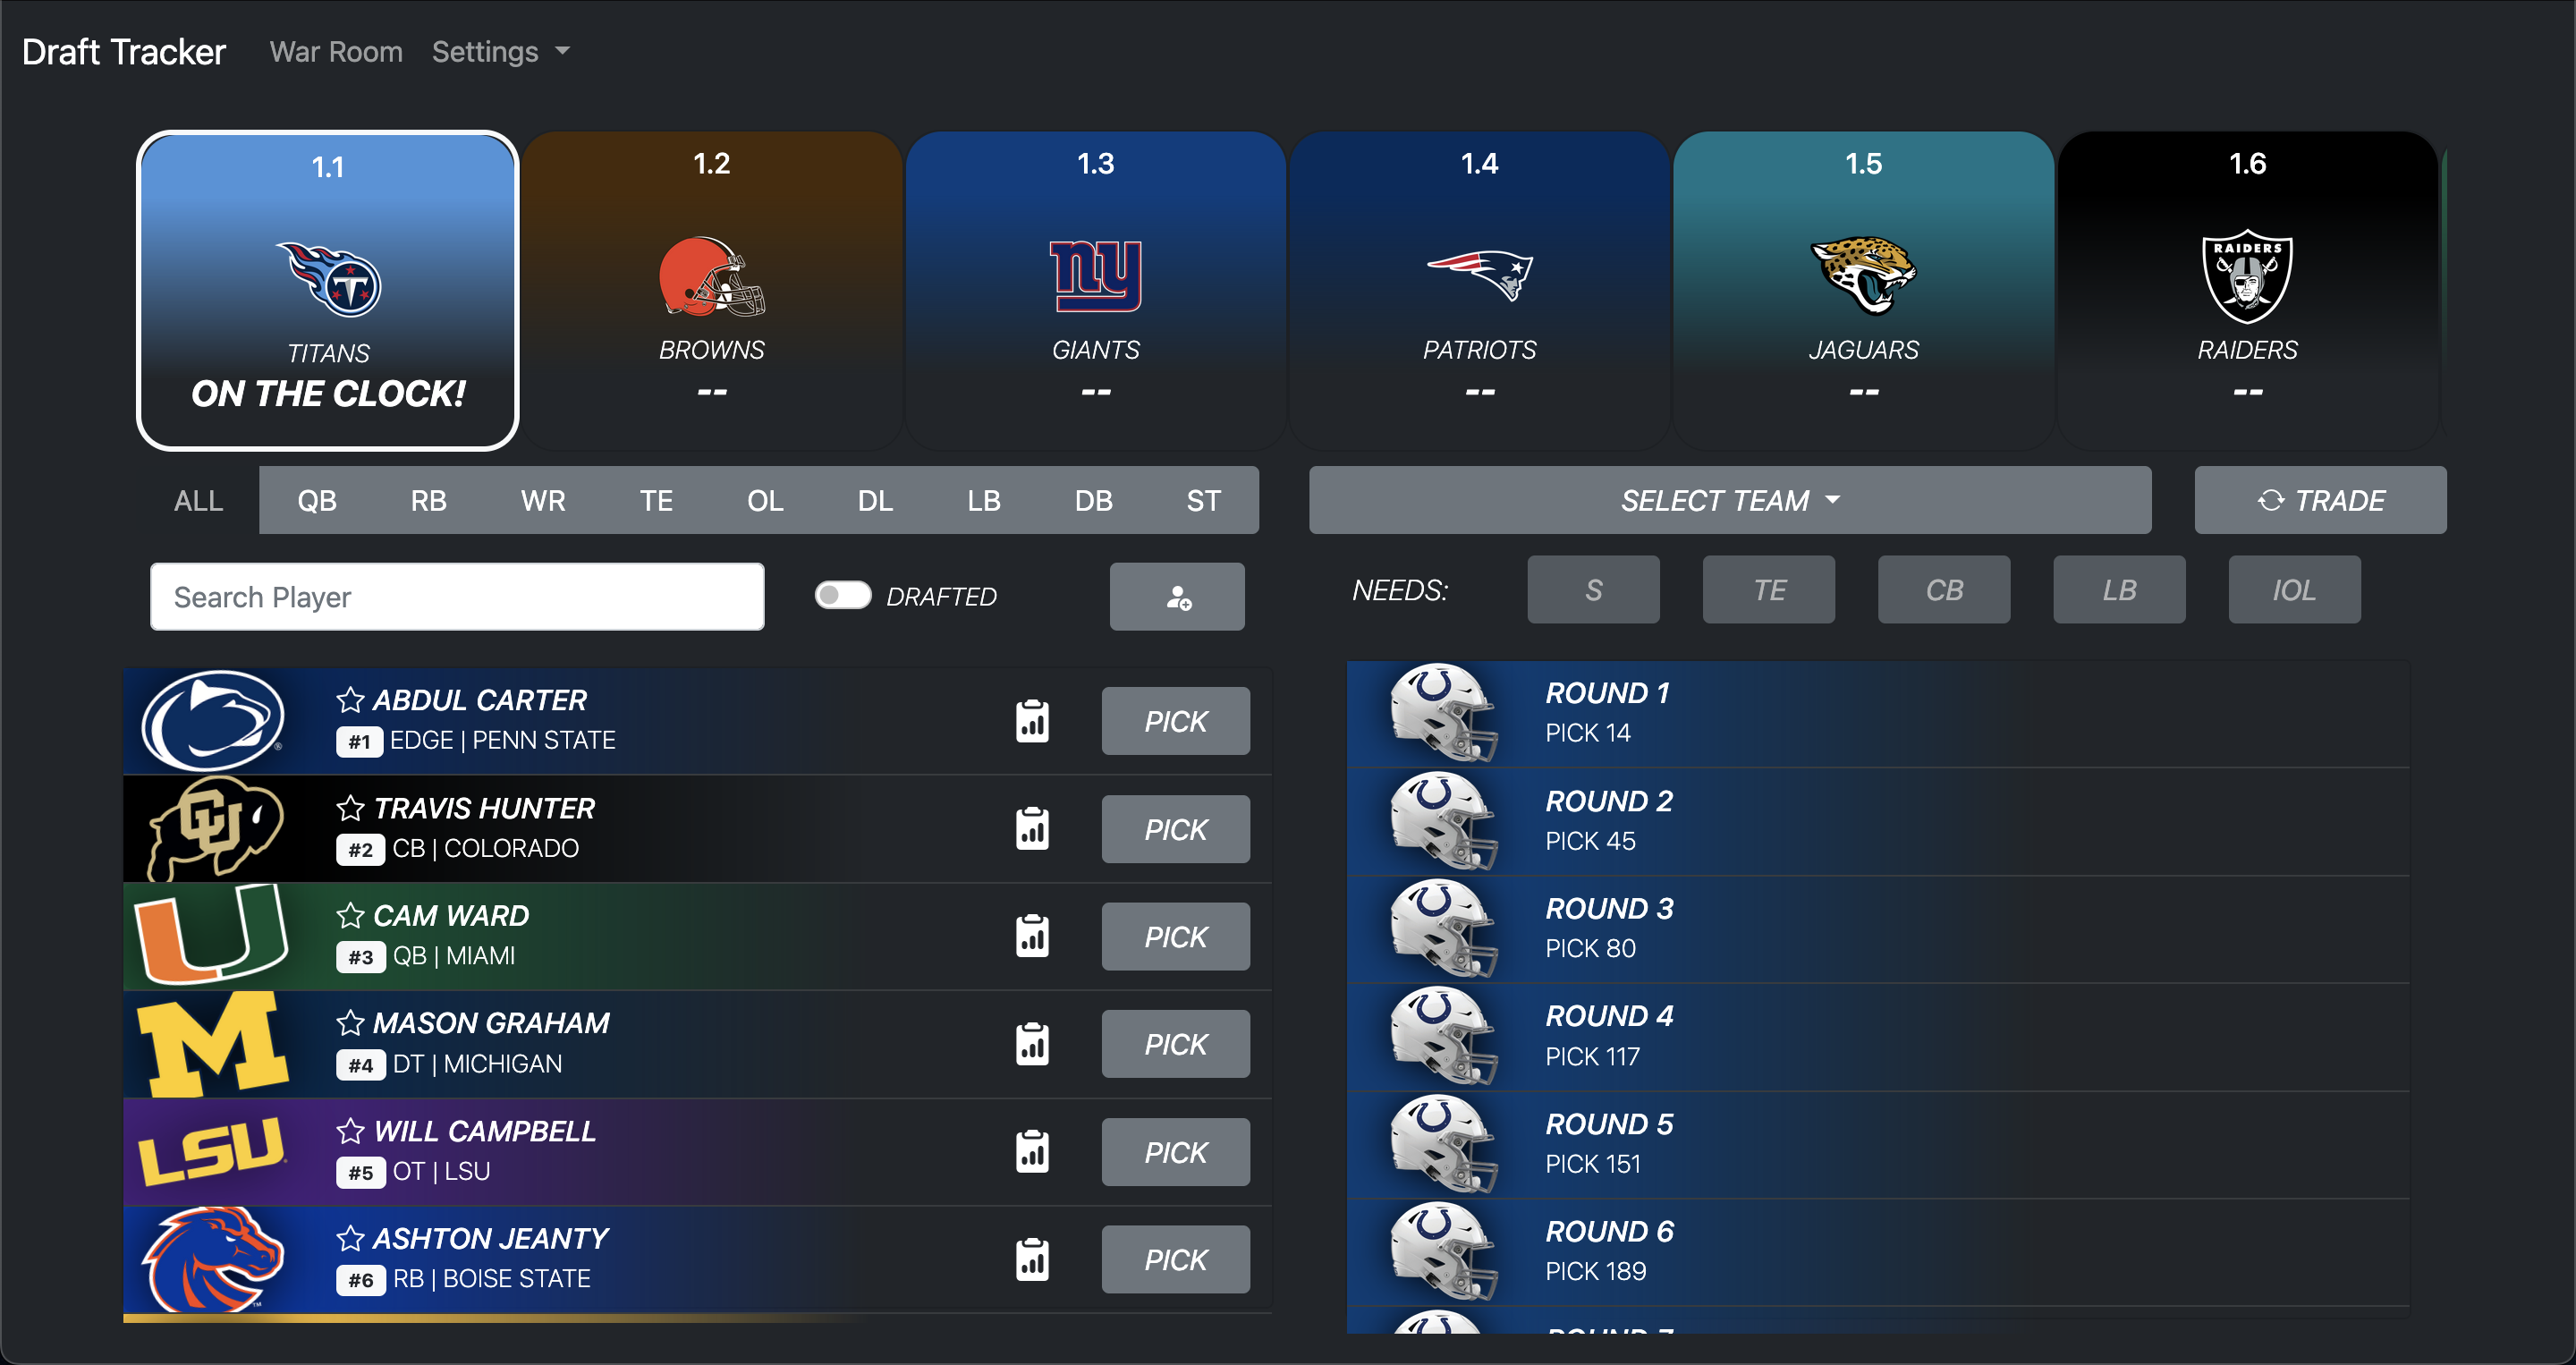 Draft Tracker War Room Settings
1.1 1.2 1.3 1.4 1.5 1.6
RAIDERS
TITANS BROWNS GIANTS PATRIOTS JAGUARS RAIDERS
ON THE CLOCK! -- -- -- -- --
ALL QB RB WR TE OL DL LB DB ST
SELECT TEAM TRADE
Search Player DRAFTED
NEEDS: S TE CB LB IOL
ABDUL CARTER
#1 EDGE | PENN STATE
PICK
TRAVIS HUNTER
#2 CB | COLORADO
PICK
CAM WARD
#3 QB | MIAMI
PICK
MASON GRAHAM
#4 DT | MICHIGAN
PICK
LSU
WILL CAMPBELL
#5 OT | LSU
PICK
ASHTON JEANTY
#6 RB | BOISE STATE
PICK
ROUND 1
PICK 14
ROUND 2
PICK 45
ROUND 3
PICK 80
ROUND 4
PICK 117
ROUND 5
PICK 151
ROUND 6
PICK 189
ROUND 7